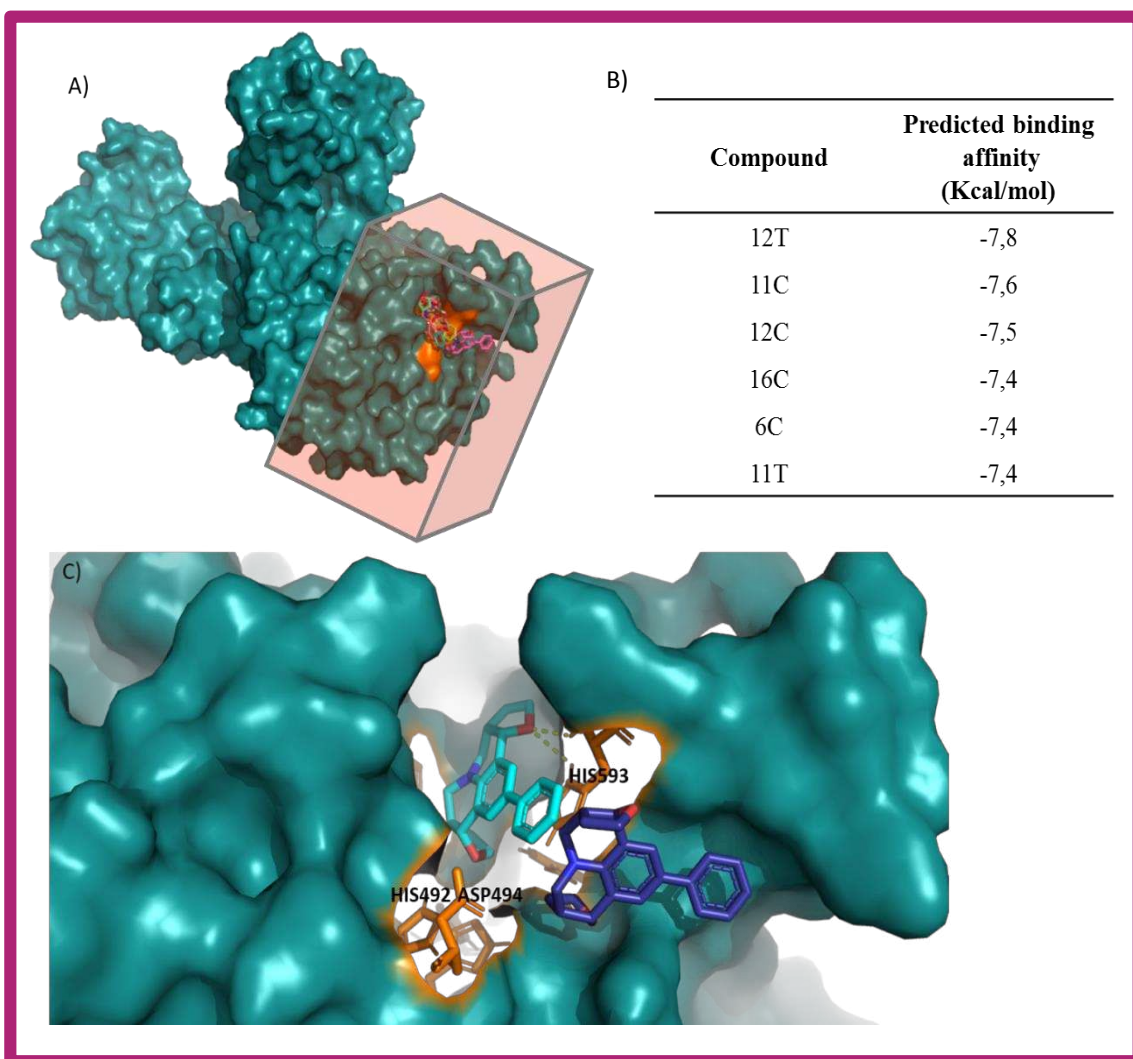 A)
B)
Compound
Predicted binding
affinity
(Kcal/mol)
12T -7,8
11C -7,6
12C -7,5
16C -7,4
6C -7,4
11T -7,4
C)
HIS593
HIS492 ASP494